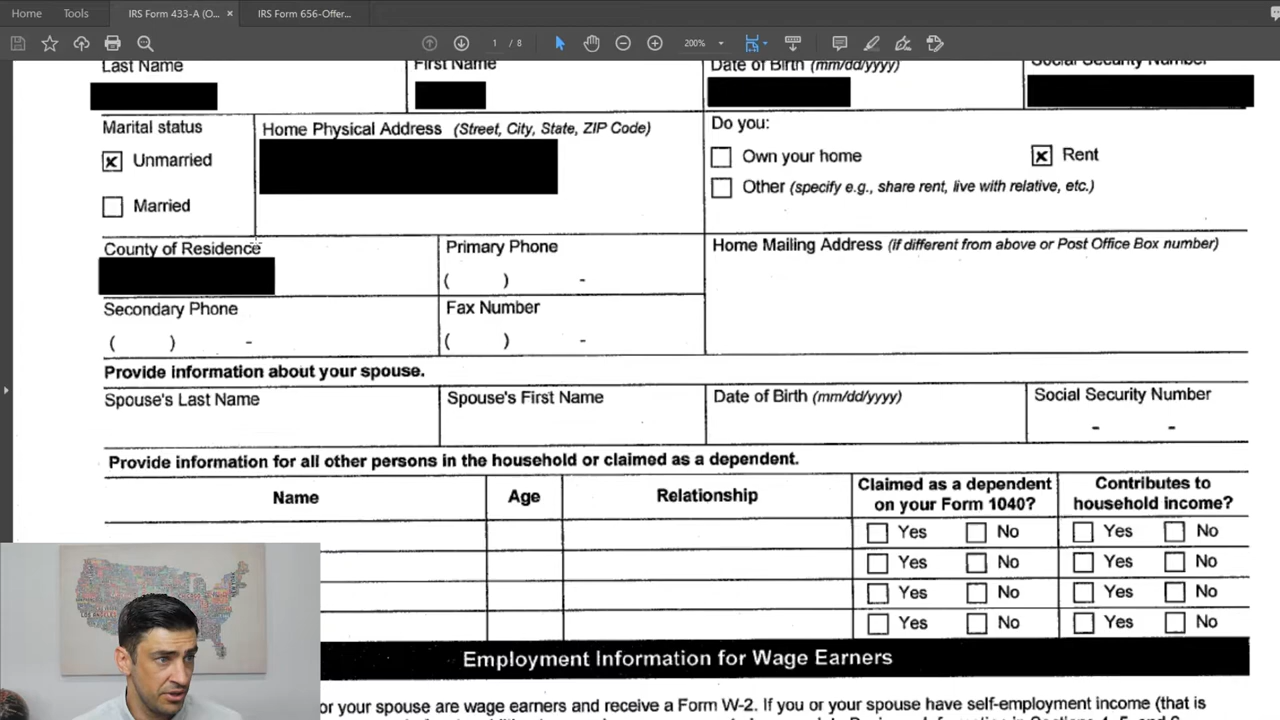 Home Tools IRS Form 433-A (O... × IRS Form 656-Offer...
1 / 8 200%
Last Name First Name Date of Birth (mm/dd/yyyy) Social Security Number
Marital status Home Physical Address (Street, City, State, ZIP Code) Do you:
Unmarried Own your home Rent
Married Other (specify e.g., share rent, live with relative, etc.)
County of Residence Primary Phone Home Mailing Address (if different from above or Post Office Box number)
( ) -
Secondary Phone Fax Number
( ) - ( ) -
Provide information about your spouse.
Spouse's Last Name Spouse's First Name Date of Birth (mm/dd/yyyy) Social Security Number
- -
Provide information for all other persons in the household or claimed as a dependent.
Name Age Relationship Claimed as a dependent on your Form 1040? Contributes to household income?
Yes No Yes No
Yes No Yes No
Yes No Yes No
Yes No Yes No
Employment Information for Wage Earners
or your spouse are wage earners and receive a Form W-2. If you or your spouse have self-employment income (that is